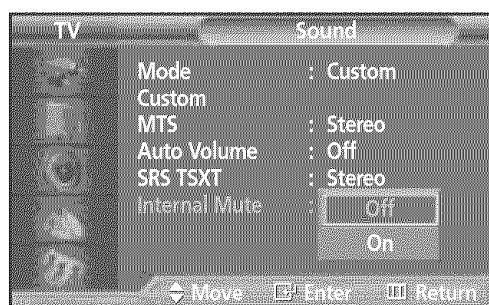 TV Sound
Mode : Custom
Custom
MTS : Stereo
Auto Volume : Off
SRS TSXT : Stereo
Internal Mute : Off
On
Move Enter Return